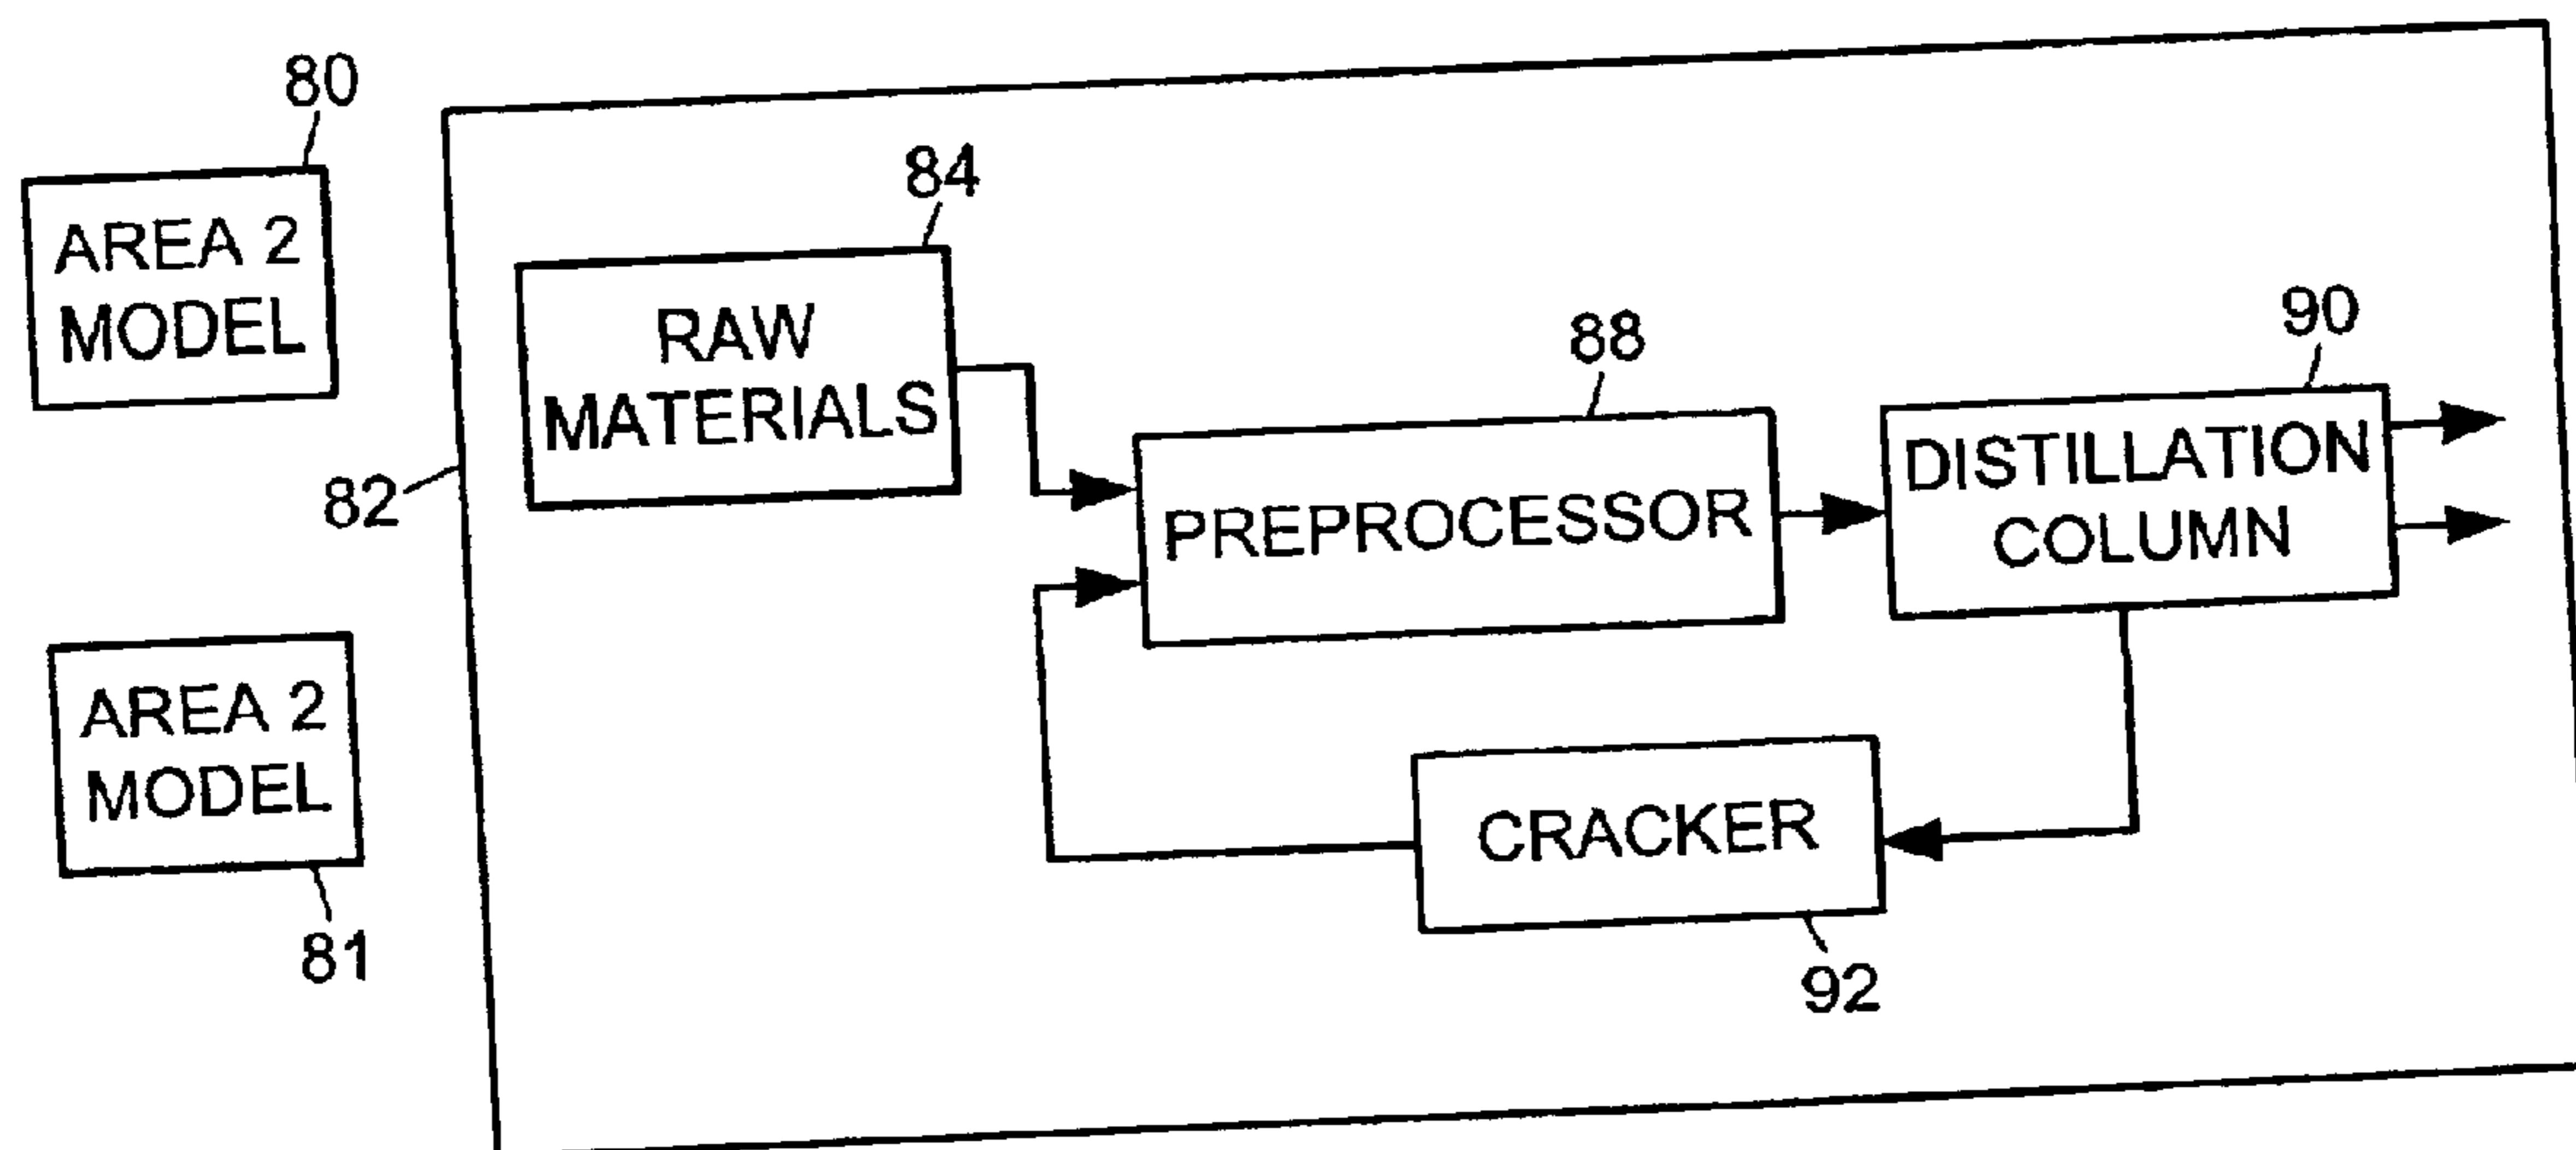 80
AREA 2
MODEL
82
84
RAW
MATERIALS
88
PREPROCESSOR
90
DISTILLATION
COLUMN
AREA 2
MODEL
81
CRACKER
92